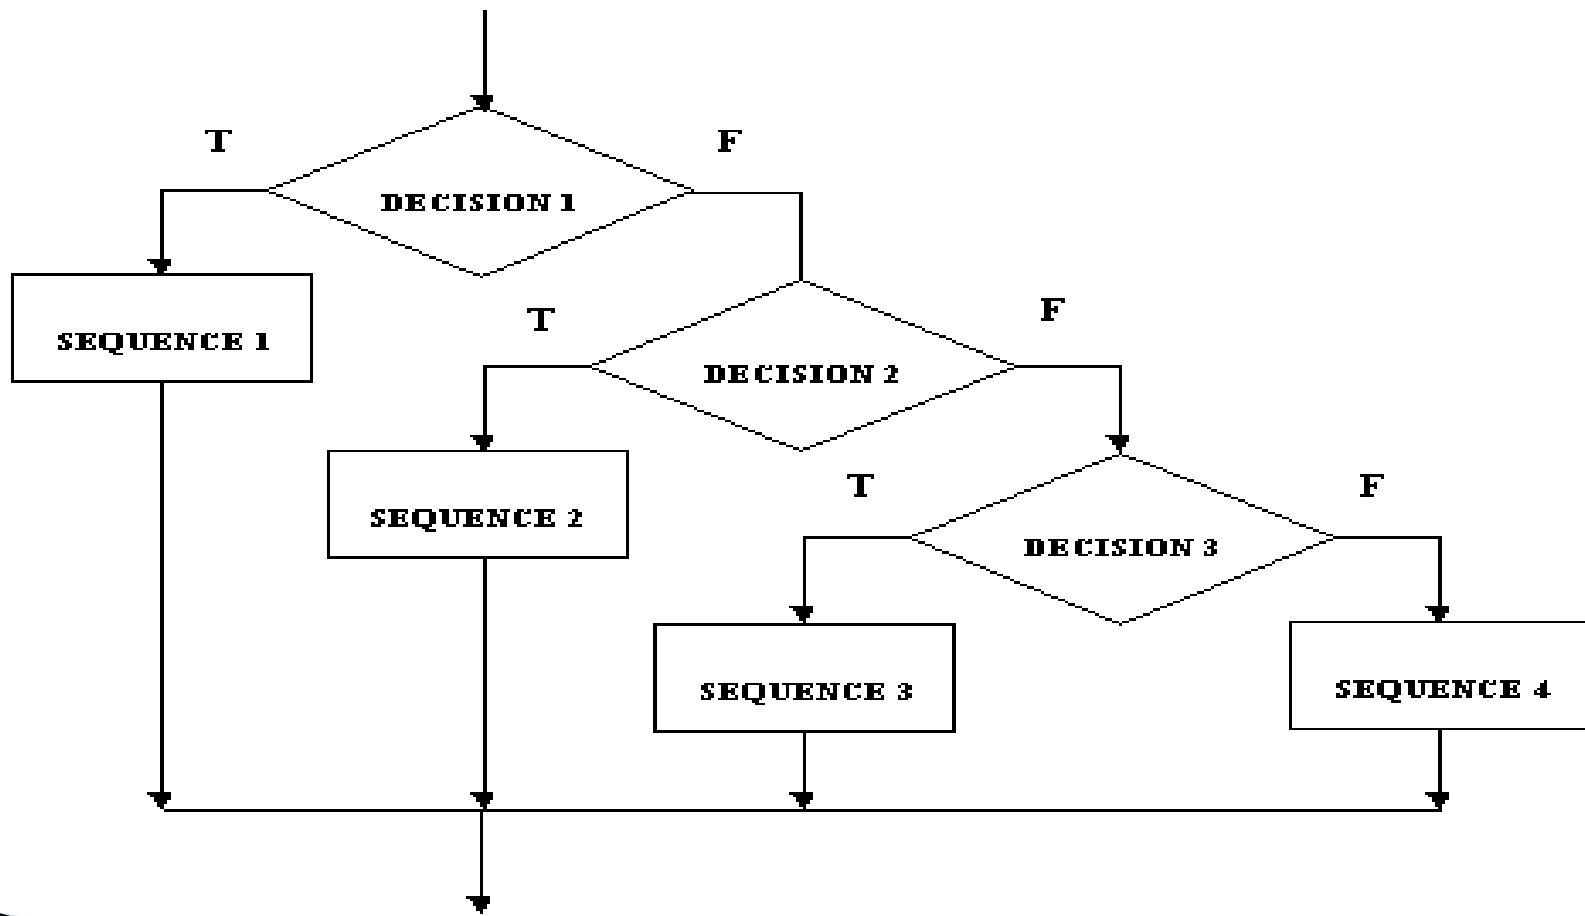 T
F
DECISION 1
SEQUENCE 1
T
F
DECISION 2
SEQUENCE 2
T
F
DECISION 3
SEQUENCE 3
SEQUENCE 4